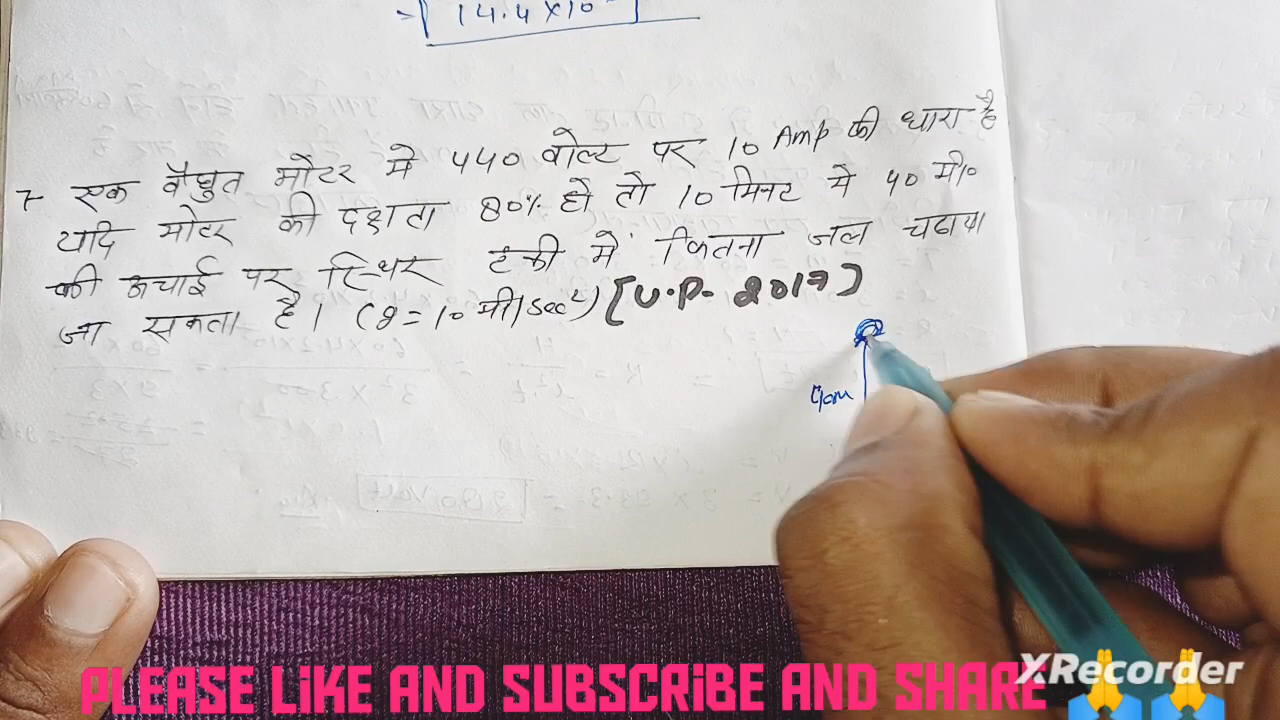 =[14.4×10
7 एक वैघुत मोटर मे 440 वोल्ट पर 10 Amp की धारा है
यदि मोटर की दक्षता 80% हो तो 10 मिनट मे 40 मी०
की ऊचाई पर स्थिर टंकी में कितना जल चढाया
जा सकता है। (g=10 मी/sec²) [U.P. 2017]
40m
PLEASE LiKE AND SUBSCRiBE AND SHARE
XRecorder